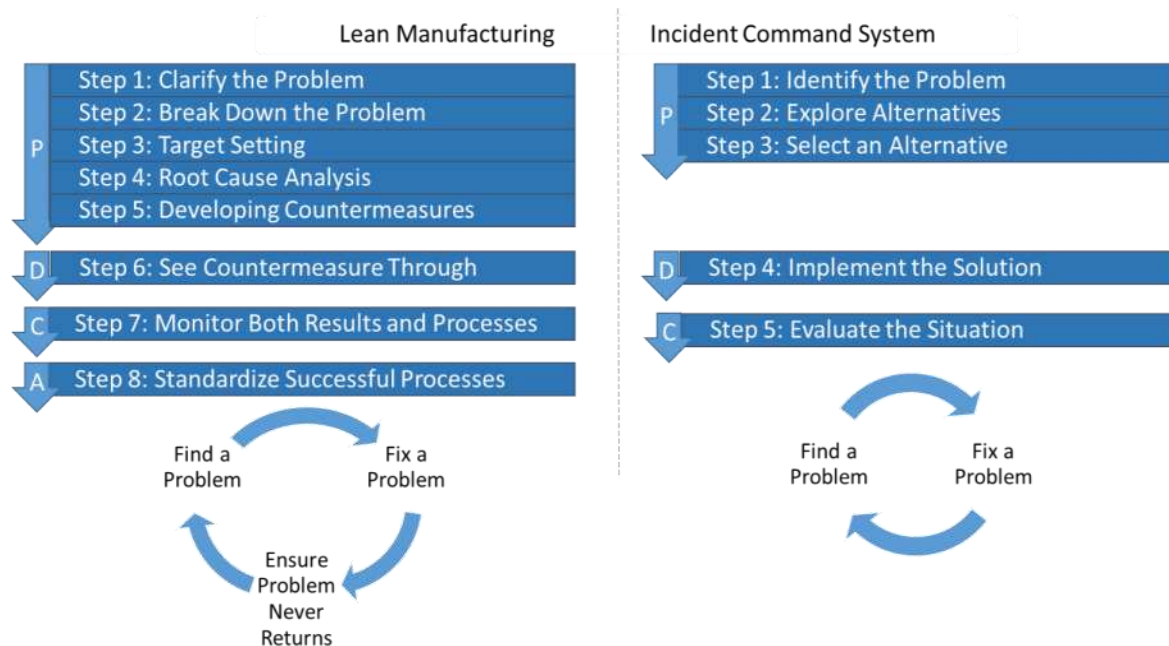 Lean Manufacturing
Incident Command System
P
Step 1: Clarify the Problem
Step 2: Break Down the Problem
Step 3: Target Setting
Step 4: Root Cause Analysis
Step 5: Developing Countermeasures
D
Step 6: See Countermeasure Through
C
Step 7: Monitor Both Results and Processes
A
Step 8: Standardize Successful Processes
Find a
Problem
Fix a
Problem
Ensure
Problem
Never
Returns
P
Step 1: Identify the Problem
Step 2: Explore Alternatives
Step 3: Select an Alternative
D
Step 4: Implement the Solution
C
Step 5: Evaluate the Situation
Find a
Problem
Fix a
Problem